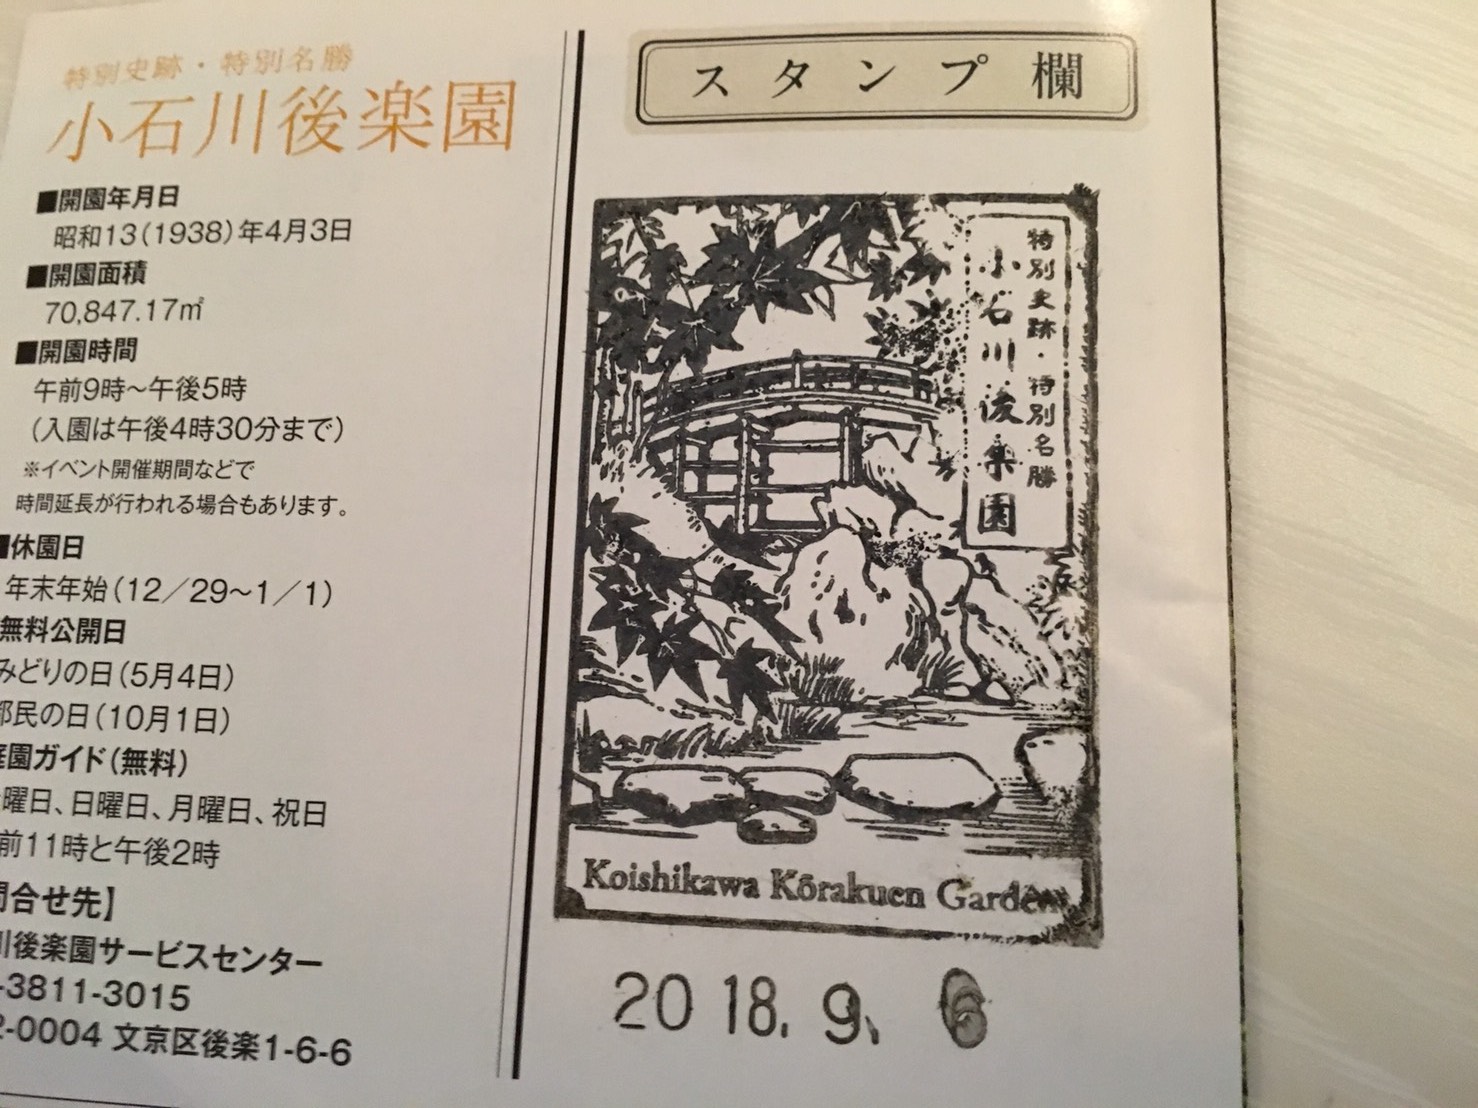 特別史跡・特別名勝
小石川後楽園
■開園年月日
昭和13(1938)年4月3日
■開園面積
70,847.17㎡
■開園時間
午前9時〜午後5時
(入園は午後4時30分まで)
※イベント開催期間などで
時間延長が行われる場合もあります。
■休園日
年末年始(12/29〜1/1)
無料公開日
みどりの日(5月4日)
都民の日(10月1日)
庭園ガイド(無料)
曜日、日曜日、月曜日、祝日
前11時と午後2時
問合せ先】
川後楽園サービスセンター
-3811-3015
2-0004 文京区後楽1-6-6
スタンプ欄
特別史跡・特別名勝
小石川後楽園
Koishikawa Kōrakuen Garden
2018.9.6